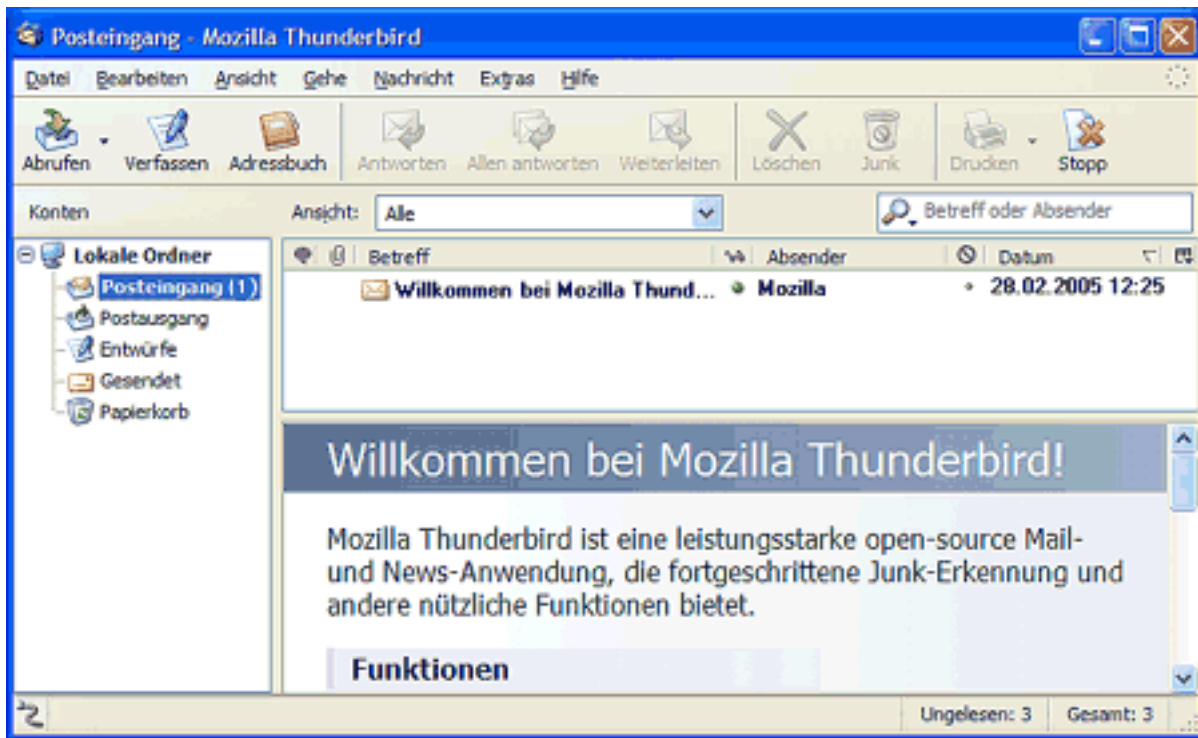 Posteingang - Mozilla Thunderbird
Datei Bearbeiten Ansicht Gehe Nachricht Extras Hilfe
Abrufen Verfassen Adressbuch Antworten Allen antworten Weiterleiten Löschen Junk Drucken Stopp
Konten Ansicht: Alle Betreff oder Absender
Lokale Ordner
Posteingang (1)
Postausgang
Entwürfe
Gesendet
Papierkorb
Betreff Absender Datum
Willkommen bei Mozilla Thund... Mozilla 28.02.2005 12:25
Willkommen bei Mozilla Thunderbird!
Mozilla Thunderbird ist eine leistungsstarke open-source Mail-
und News-Anwendung, die fortgeschrittene Junk-Erkennung und
andere nützliche Funktionen bietet.
Funktionen
Ungelesen: 3 Gesamt: 3